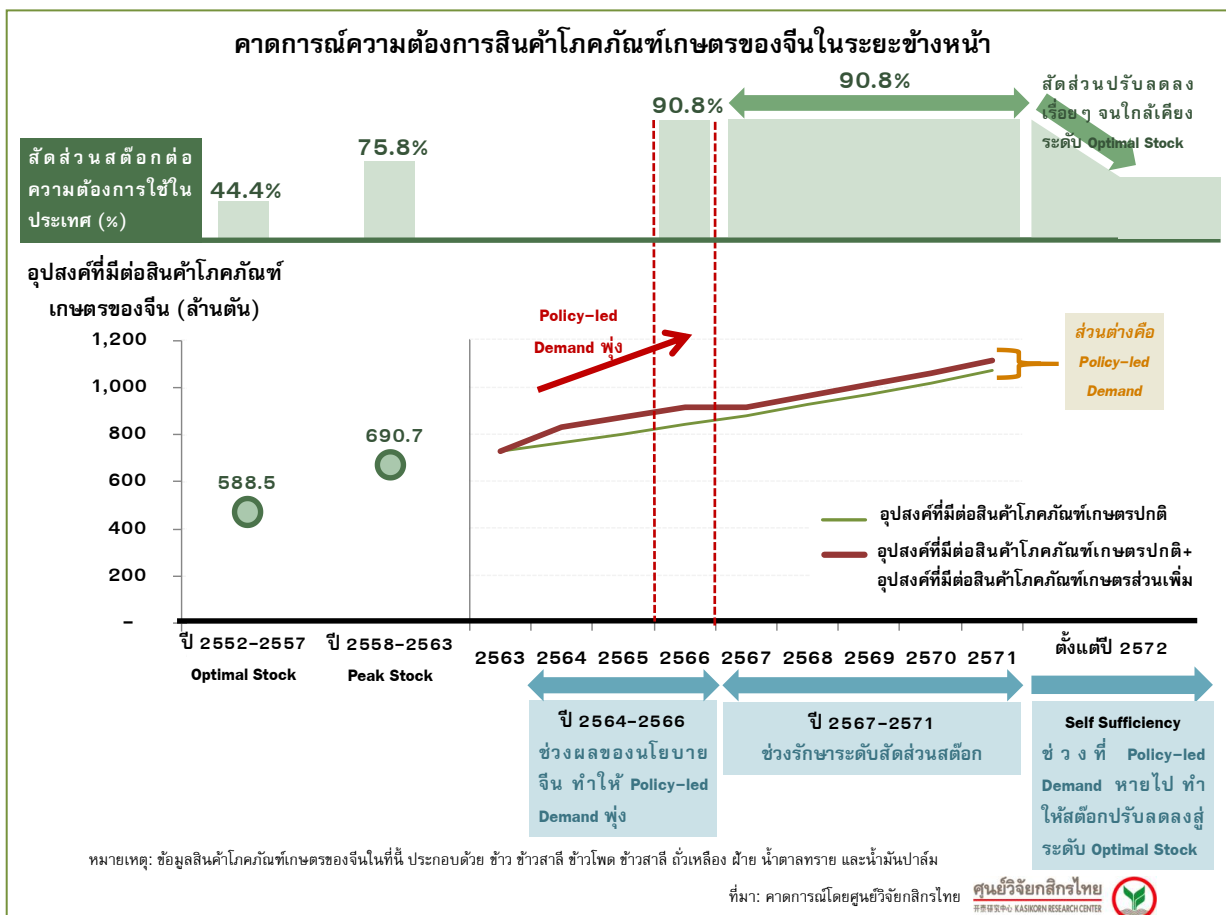 คาดการณ์ความต้องการสินค้าโภคภัณฑ์เกษตรของจีนในระยะข้างหน้า
สัดส่วนสต๊อกต่อ
ความต้องการใช้ใน
ประเทศ (%)
44.4%
75.8%
90.8%
90.8%
สัดส่วนปรับลดลง
เรื่อยๆ จนใกล้เคียง
ระดับ Optimal Stock
อุปสงค์ที่มีต่อสินค้าโภคภัณฑ์
เกษตรของจีน (ล้านตัน)
1,200
1,000
800
600
400
200
–
588.5
690.7
Policy-led
Demand พุ่ง
ส่วนต่างคือ
Policy-led
Demand
อุปสงค์ที่มีต่อสินค้าโภคภัณฑ์เกษตรปกติ
อุปสงค์ที่มีต่อสินค้าโภคภัณฑ์เกษตรปกติ+
อุปสงค์ที่มีต่อสินค้าโภคภัณฑ์เกษตรส่วนเพิ่ม
ปี 2552-2557
Optimal Stock
ปี 2558-2563
Peak Stock
2563 2564 2565 2566 2567 2568 2569 2570 2571
ตั้งแต่ปี 2572
ปี 2564-2566
ช่วงผลของนโยบาย
จีน ทำให้ Policy-led
Demand พุ่ง
ปี 2567-2571
ช่วงรักษาระดับสัดส่วนสต๊อก
Self Sufficiency
ช่วงที่ Policy-led
Demand หายไป ทำ
ให้สต๊อกปรับลดลงสู่
ระดับ Optimal Stock
หมายเหตุ: ข้อมูลสินค้าโภคภัณฑ์เกษตรของจีนในที่นี้ ประกอบด้วย ข้าว ข้าวสาลี ข้าวโพด ข้าวสาลี ถั่วเหลือง ฝ้าย น้ำตาลทราย และน้ำมันปาล์ม
ที่มา: คาดการณ์โดยศูนย์วิจัยกสิกรไทย
ศูนย์วิจัยกสิกรไทย
开泰研究中心 KASIKORN RESEARCH CENTER